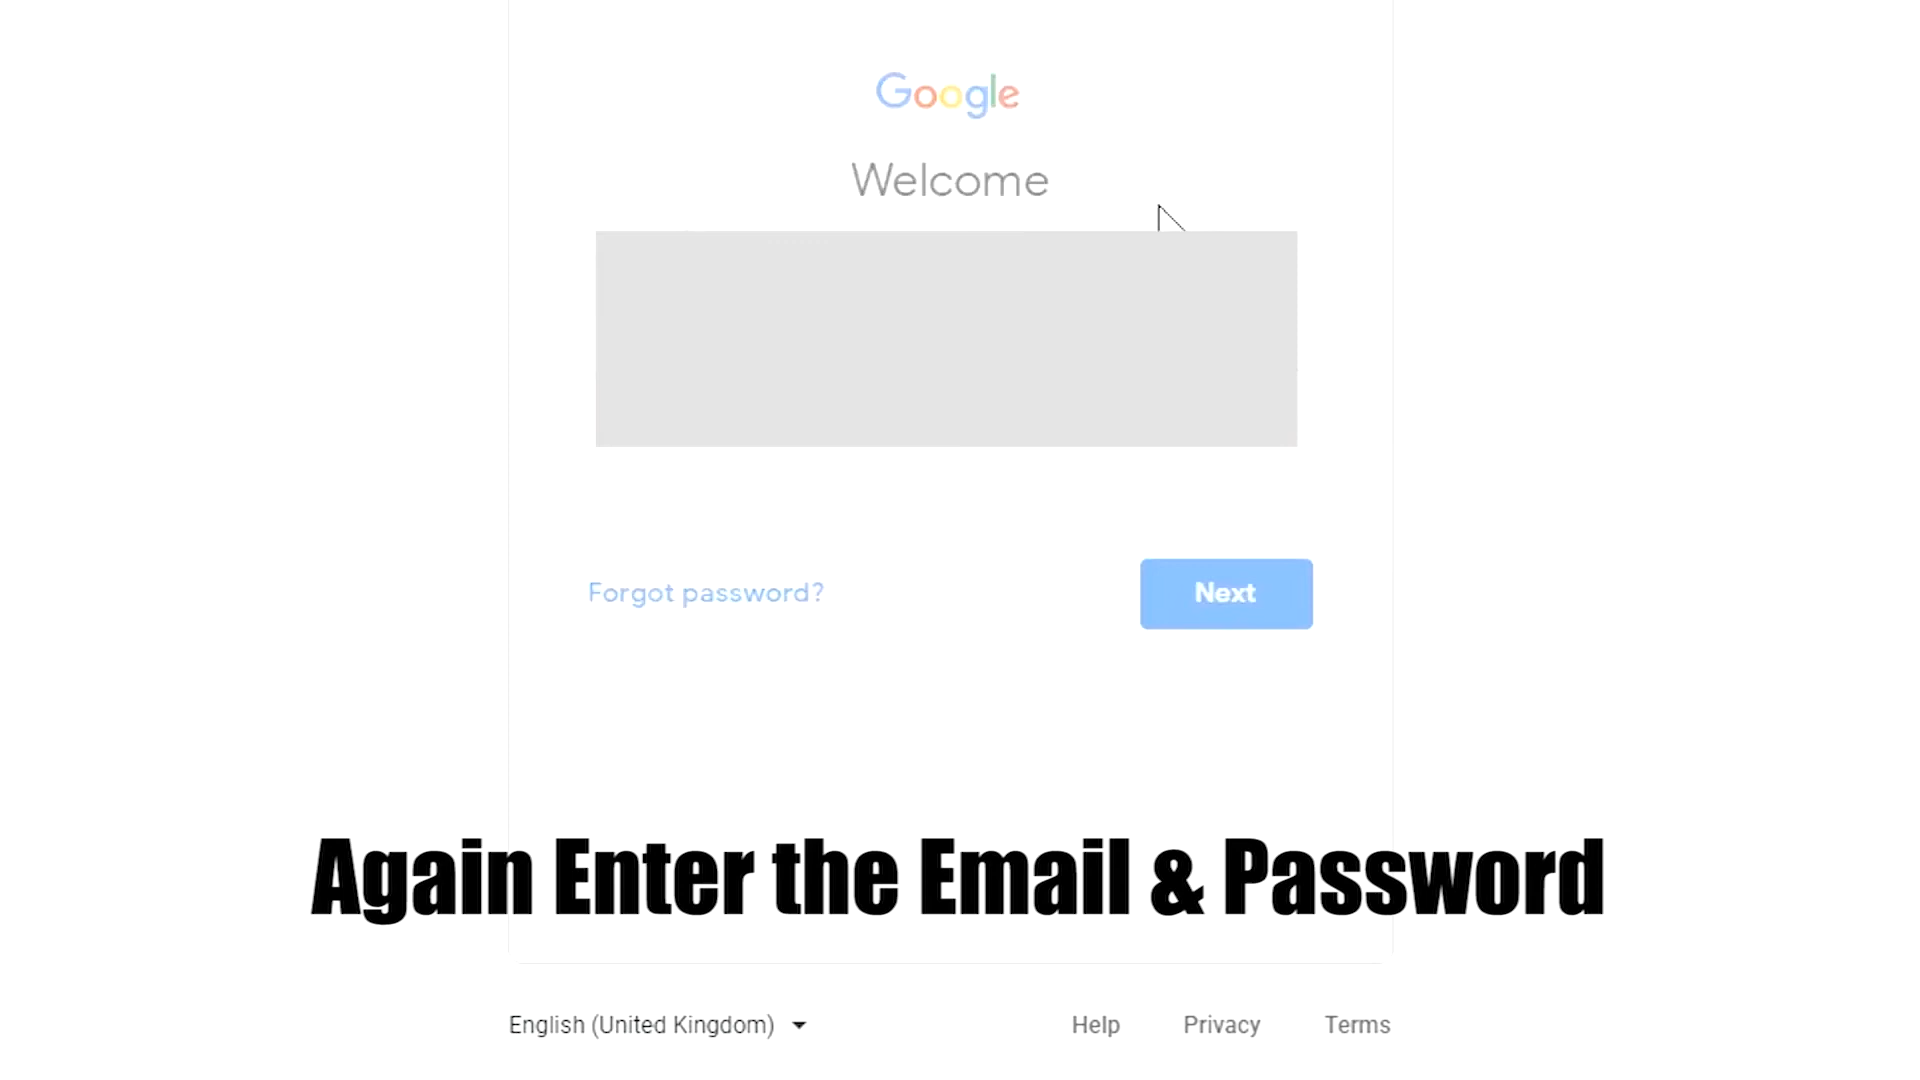 Google
Welcome
Forgot password?
Next
Again Enter the Email & Password
English (United Kingdom)
Help Privacy Terms